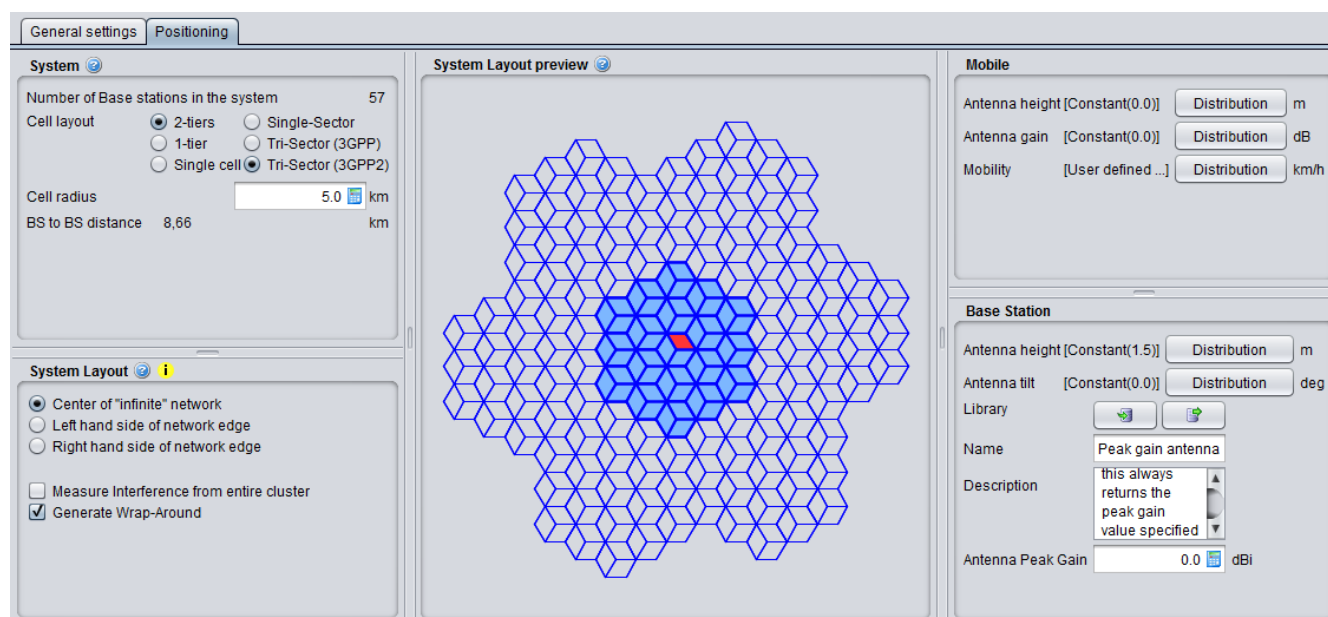 General settings
Positioning
System
Number of Base stations in the system 57
Cell layout 2-tiers Single-Sector
1-tier Tri-Sector (3GPP)
Single cell Tri-Sector (3GPP2)
Cell radius 5.0 km
BS to BS distance 8,66 km
System Layout
Center of "infinite" network
Left hand side of network edge
Right hand side of network edge
Measure Interference from entire cluster
Generate Wrap-Around
System Layout preview
Mobile
Antenna height [Constant(0.0)] Distribution m
Antenna gain [Constant(0.0)] Distribution dB
Mobility [User defined ...] Distribution km/h
Base Station
Antenna height [Constant(1.5)] Distribution m
Antenna tilt [Constant(0.0)] Distribution deg
Library
Name Peak gain antenna
Description this always
returns the
peak gain
value specified
Antenna Peak Gain 0.0 dBi